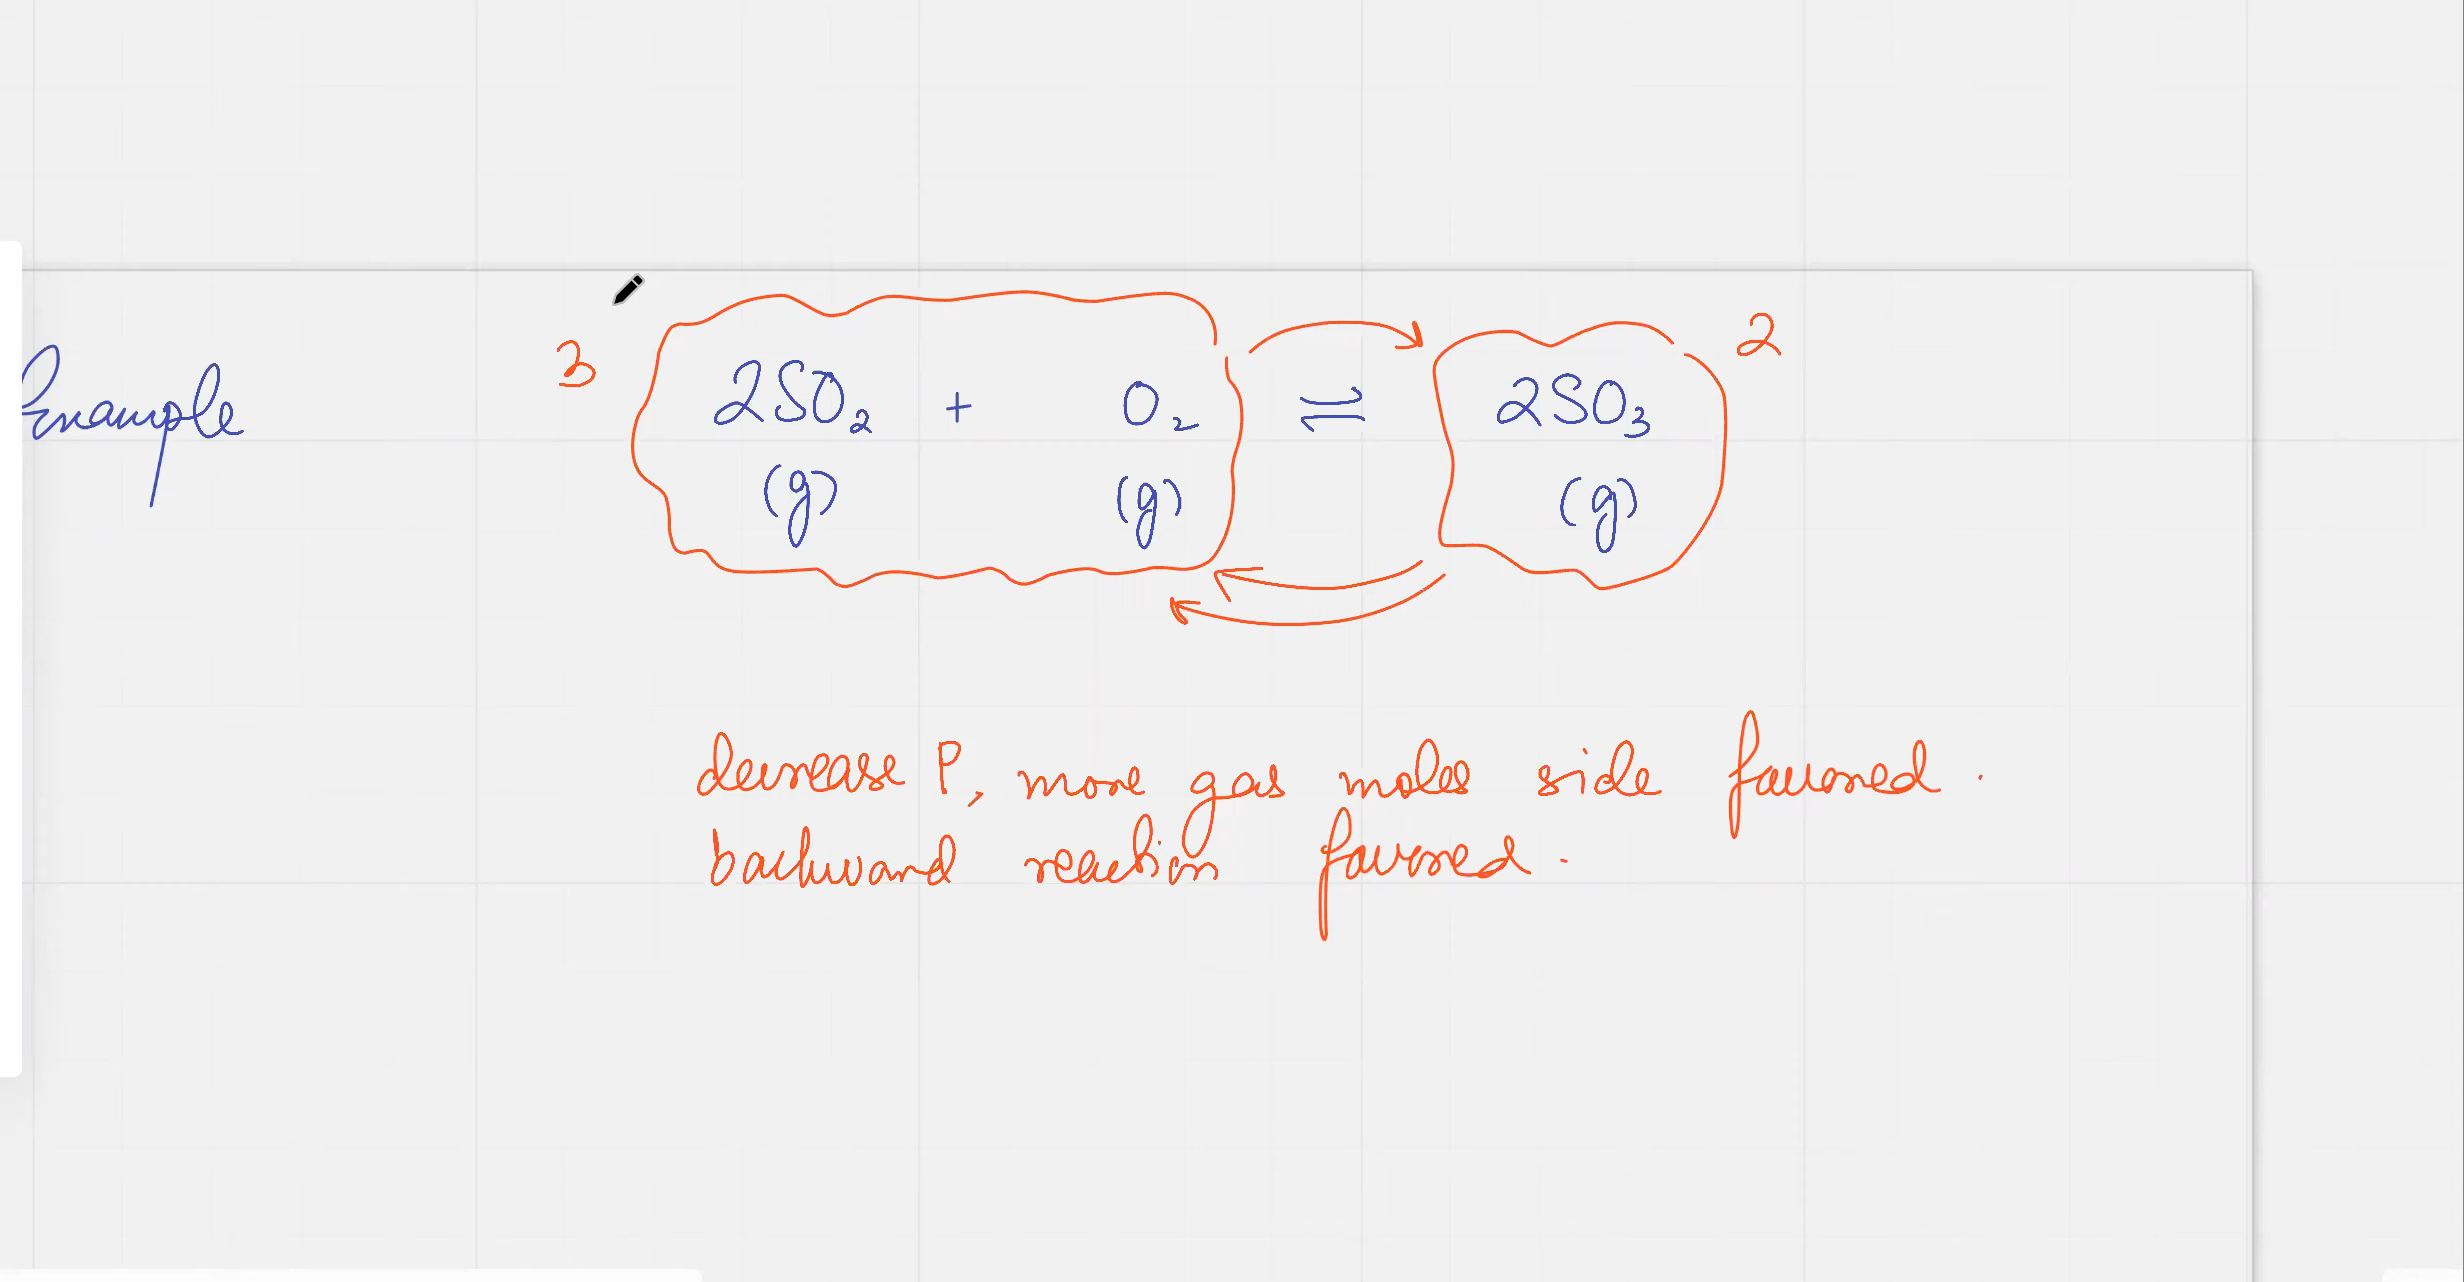 Example
3 2SO₂ + O₂ ⇌ 2SO₃ 2
(g) (g) (g)
decrease P, more gas moles side favored.
backward reaction favored.